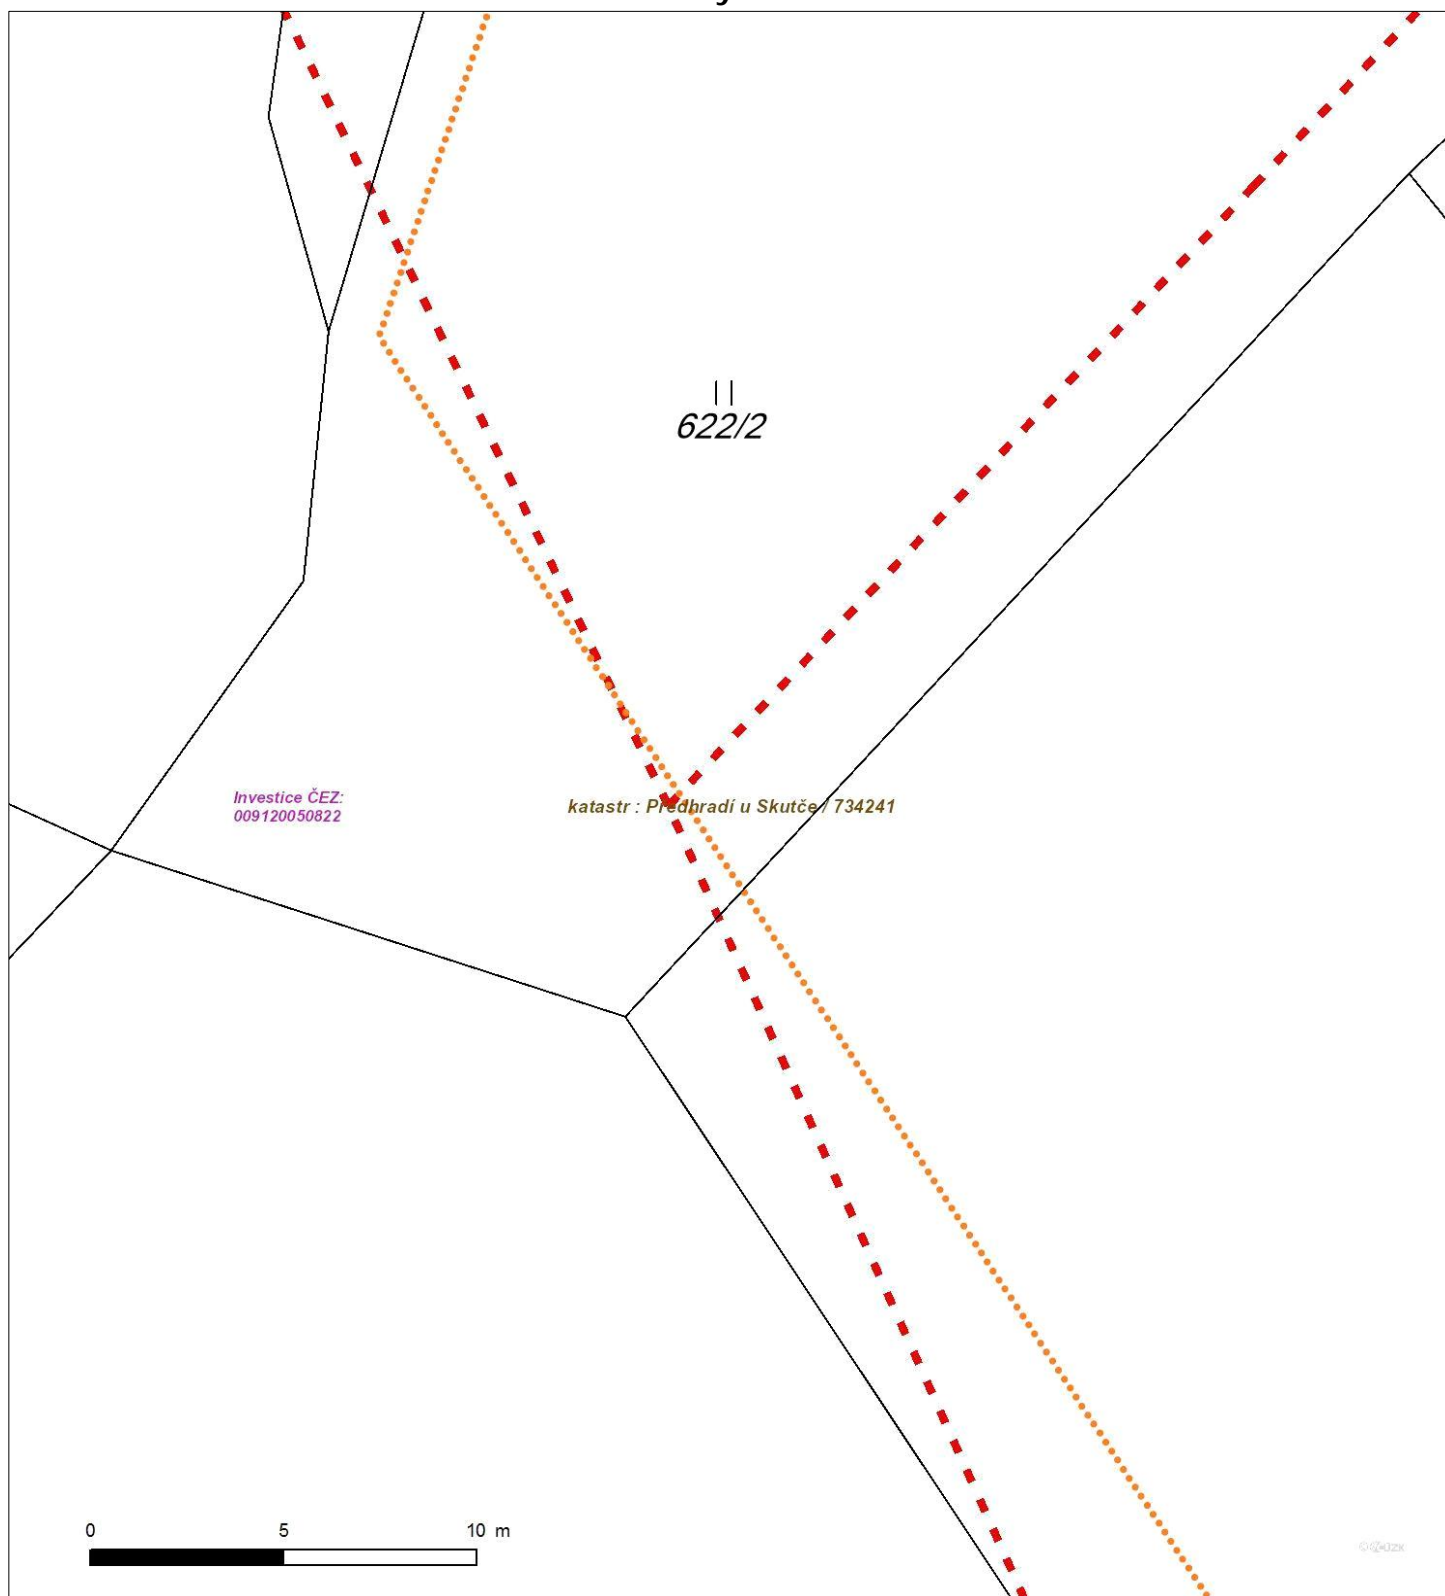 622/2
Investice ČEZ:
009120050822
katastr : Předhradí u Skutče / 734241
0 5 10 m